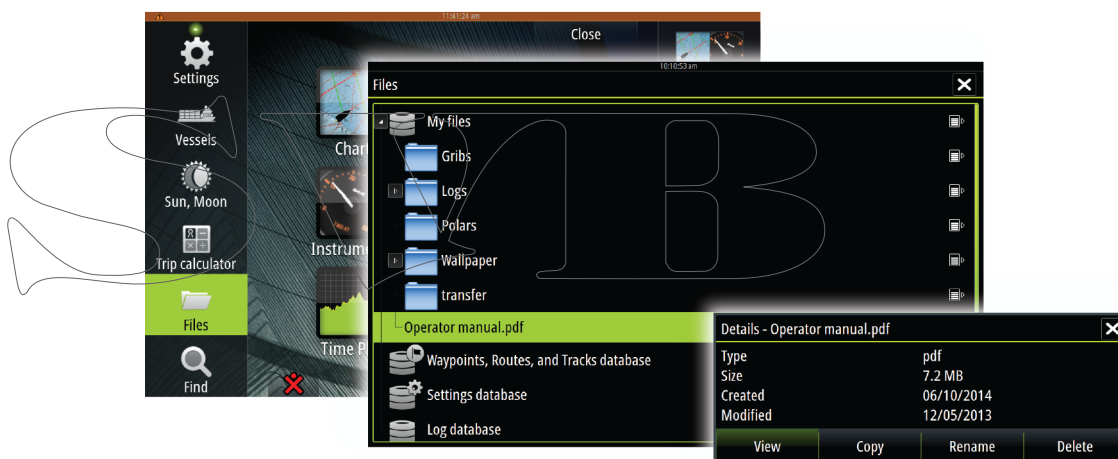 11:41:24 am
Close
Settings
Vessels
Sun, Moon
Trip calculator
Files
Find
Char
Instrum
Time P
10:10:53 am
Files
My files
Gribs
Logs
Polars
Wallpaper
transfer
Operator manual.pdf
Waypoints, Routes, and Tracks database
Settings database
Log database
Details - Operator manual.pdf
Type pdf
Size 7.2 MB
Created 06/10/2014
Modified 12/05/2013
View Copy Rename Delete